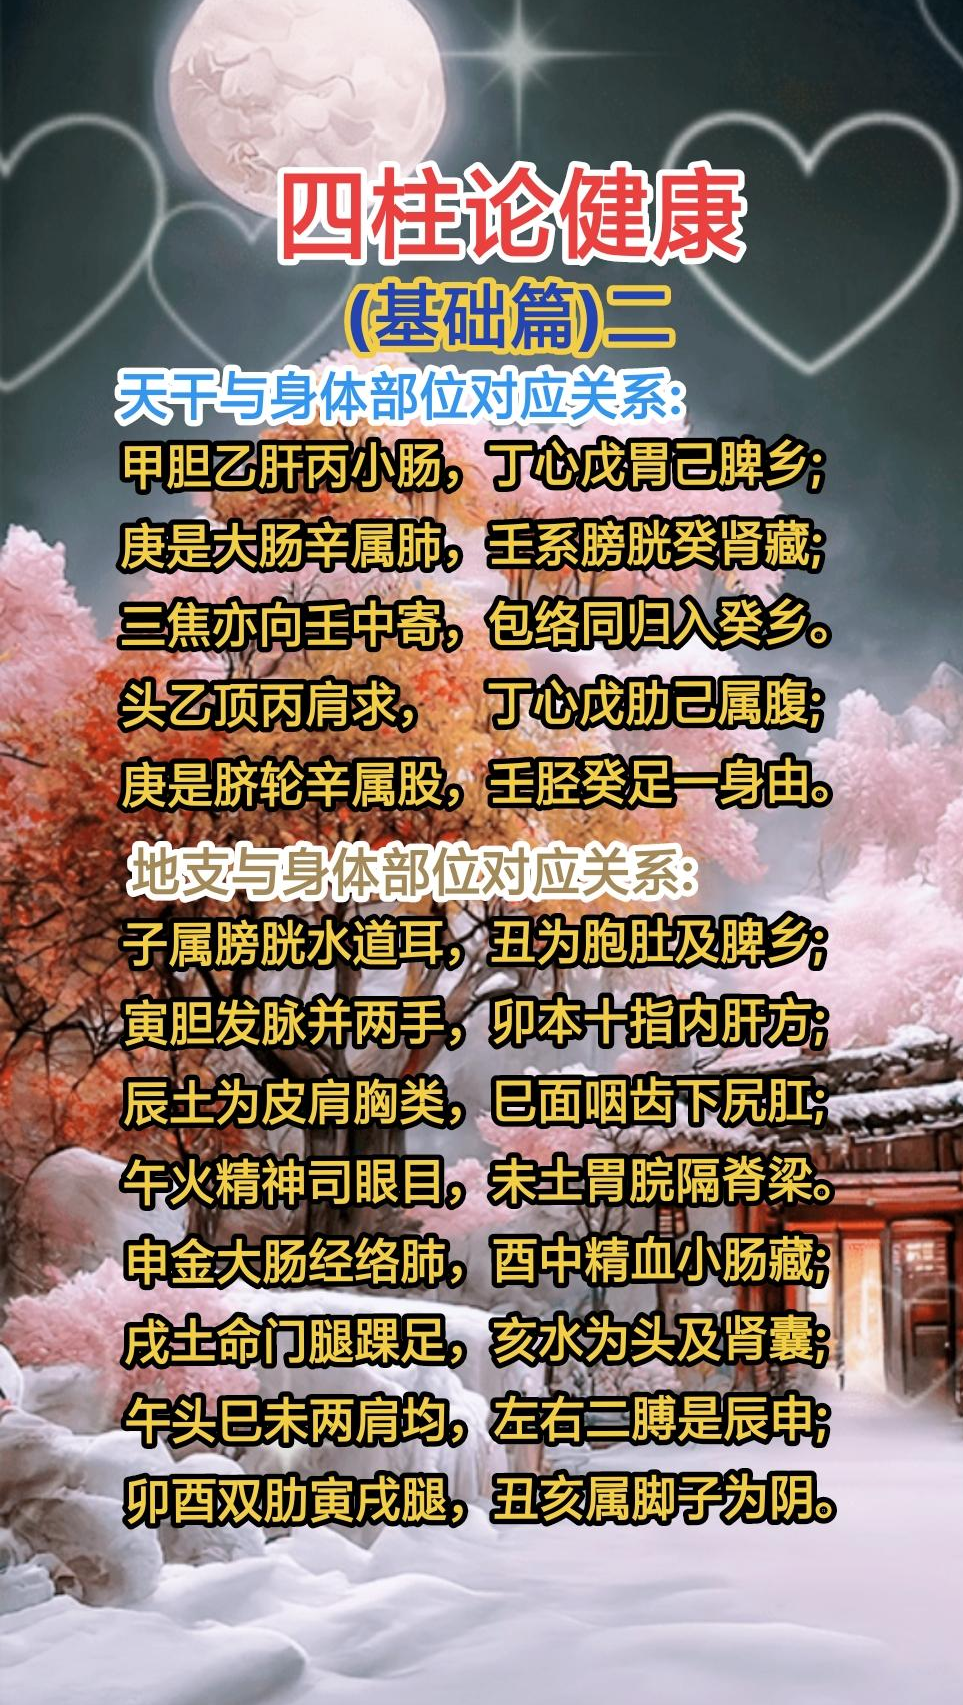 四柱论健康
(基础篇)二
天干与身体部位对应关系:
甲胆乙肝丙小肠，丁心戊胃己脾乡;
庚是大肠辛属肺，壬系膀胱癸肾藏;
三焦亦向壬中寄，包络同归入癸乡。
头乙顶丙肩求，丁心戊肋己属腹;
庚是脐轮辛属股，壬胫癸足一身由。
地支与身体部位对应关系:
子属膀胱水道耳，丑为胞肚及脾乡;
寅胆发脉并两手，卯本十指内肝方;
辰土为皮肩胸类，巳面咽齿下尻肛;
午火精神司眼目，未土胃脘隔脊梁。
申金大肠经络肺，酉中精血小肠藏;
戌土命门腿踝足，亥水为头及肾囊;
午头巳未两肩均，左右二膊是辰申;
卯酉双肋寅戌腿，丑亥属脚子为阴。